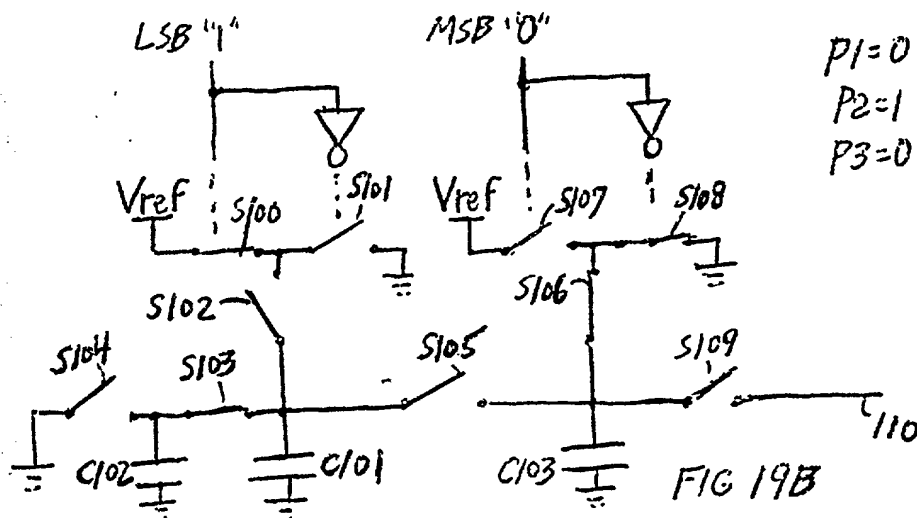 LSB "1"
MSB "0"
P1=0
P2=1
P3=0
Vref
S100
S101
Vref
S107
S108
S102
S106
S104
S103
S105
S109
C102
C101
C103
110
FIG 19B